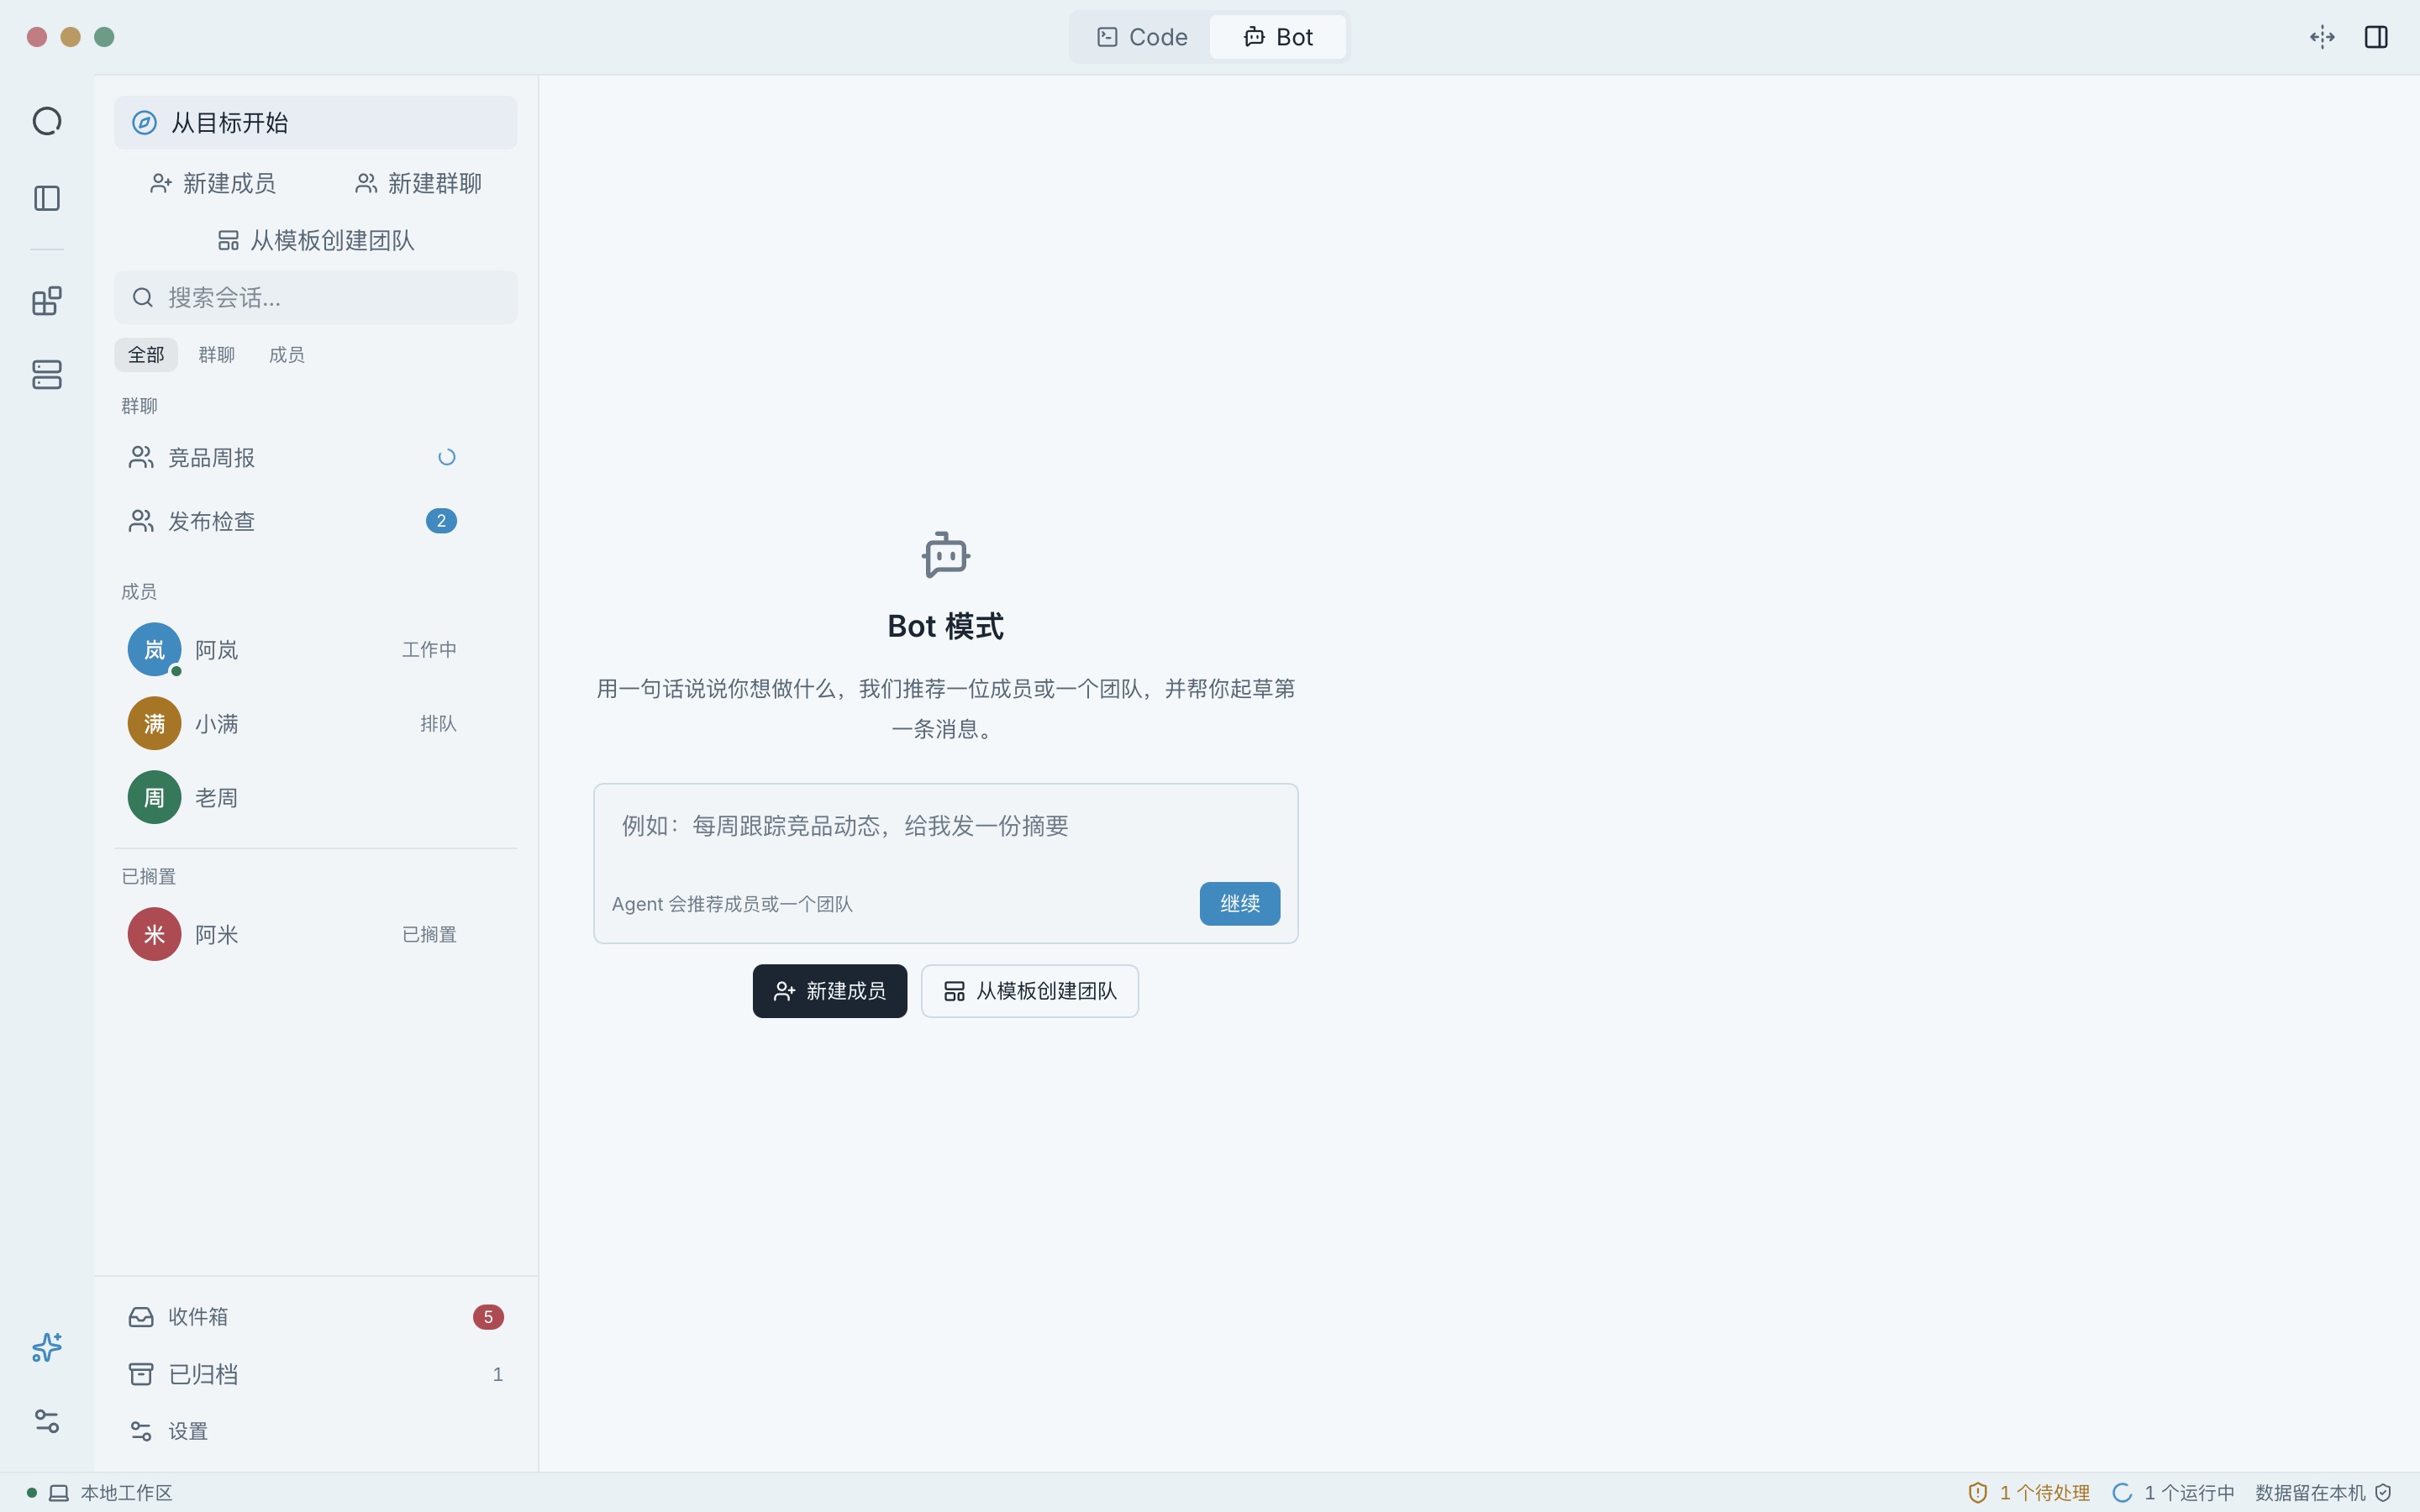 Code
Bot
从目标开始
新建成员
新建群聊
从模板创建团队
搜索会话...
全部
群聊
成员
群聊
竞品周报
发布检查
2
成员
岚
阿岚
工作中
满
小满
排队
周
老周
已搁置
米
阿米
已搁置
收件箱
5
已归档
1
设置
Bot 模式
用一句话说说你想做什么，我们推荐一位成员或一个团队，并帮你起草第
一条消息。
例如：每周跟踪竞品动态，给我发一份摘要
Agent 会推荐成员或一个团队
继续
新建成员
从模板创建团队
本地工作区
1 个待处理
1 个运行中
数据留在本机